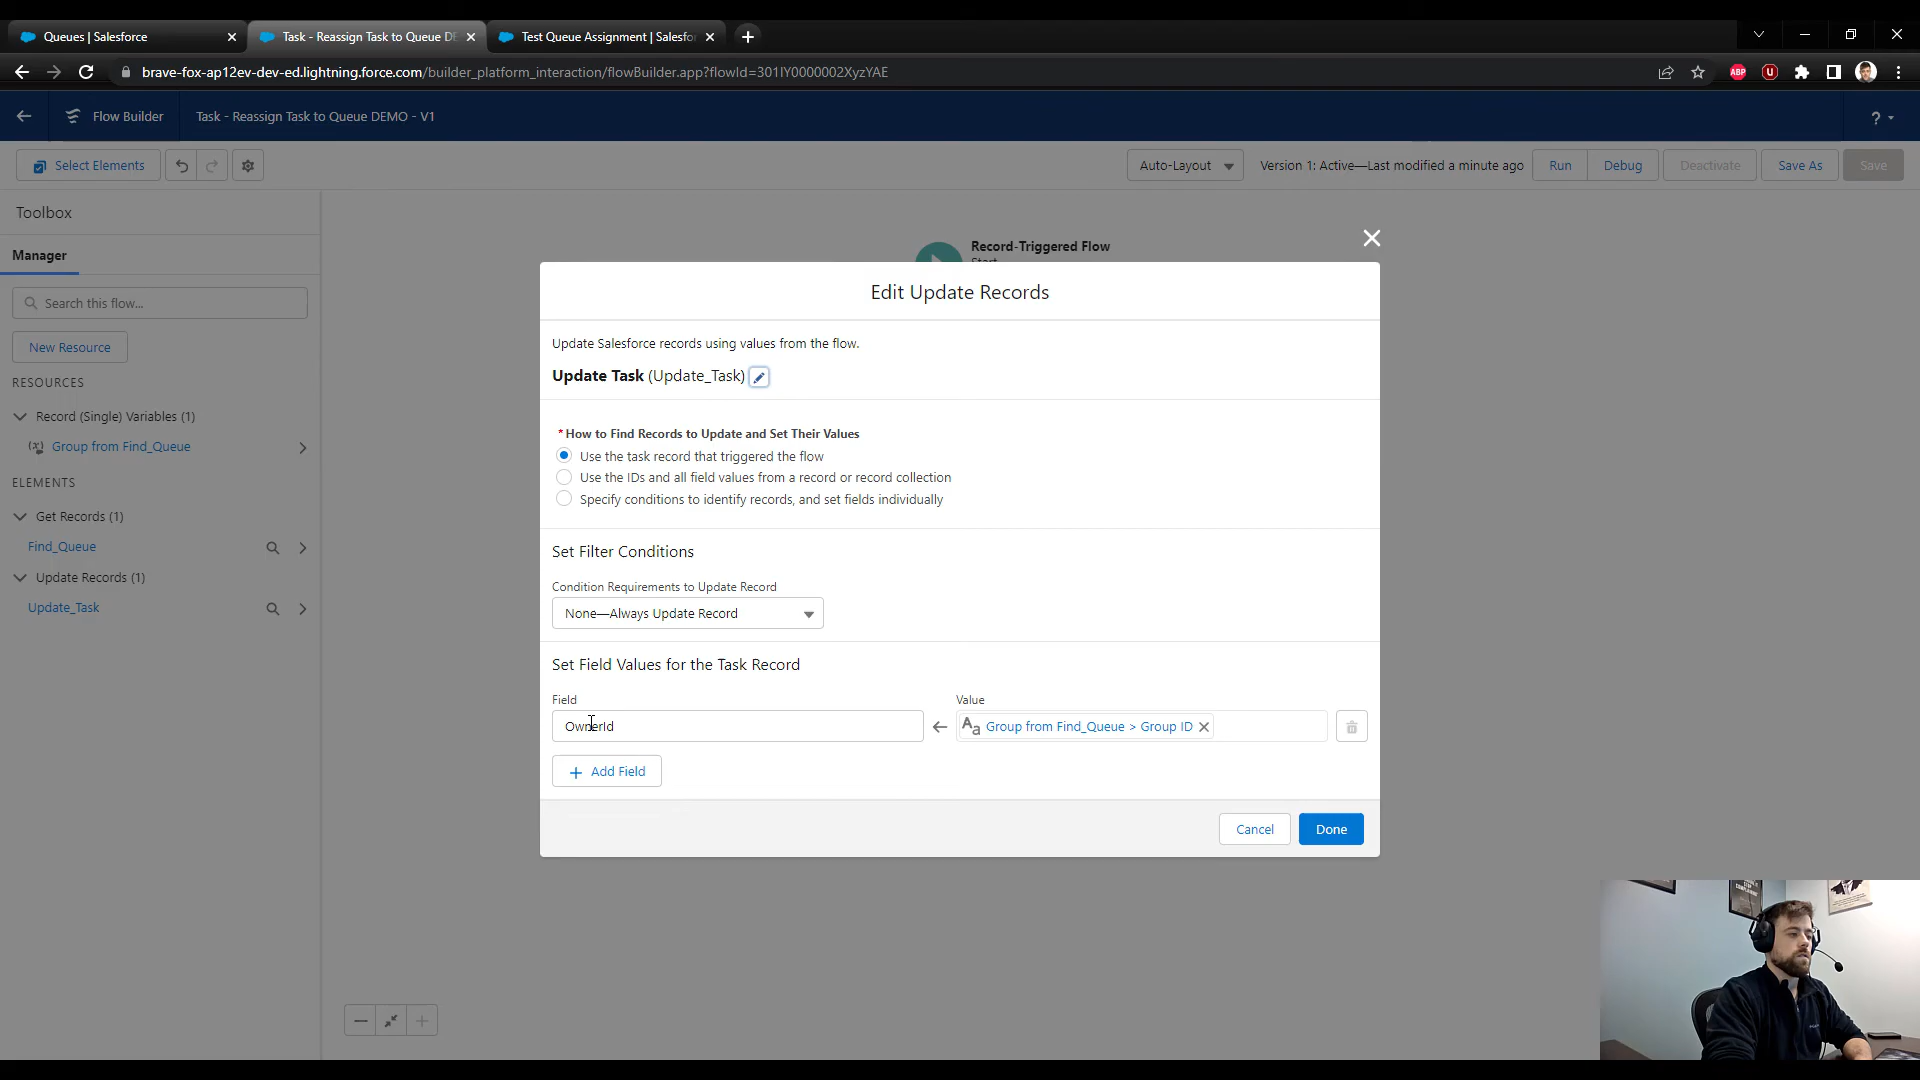 Queues | Salesforce
Task - Reassign Task to Queue DE
Test Queue Assignment | Salesfor
brave-fox-ap12ev-dev-ed.lightning.force.com/builder_platform_interaction/flowBuilder.app?flowId=301IY0000002XyzYAE
ABP
U
Flow Builder
Task - Reassign Task to Queue DEMO - V1
?
Select Elements
Auto-Layout
Version 1: Active—Last modified a minute ago
Run
Debug
Deactivate
Save As
Save
Toolbox
Manager
Search this flow...
New Resource
RESOURCES
Record (Single) Variables (1)
Group from Find_Queue
ELEMENTS
Get Records (1)
Find_Queue
Update Records (1)
Update_Task
Record-Triggered Flow
Start
Edit Update Records
Update Salesforce records using values from the flow.
Update Task (Update_Task)
*How to Find Records to Update and Set Their Values
Use the task record that triggered the flow
Use the IDs and all field values from a record or record collection
Specify conditions to identify records, and set fields individually
Set Filter Conditions
Condition Requirements to Update Record
None—Always Update Record
Set Field Values for the Task Record
Field
Value
OwnerId
Aa Group from Find_Queue > Group ID
Add Field
Cancel
Done